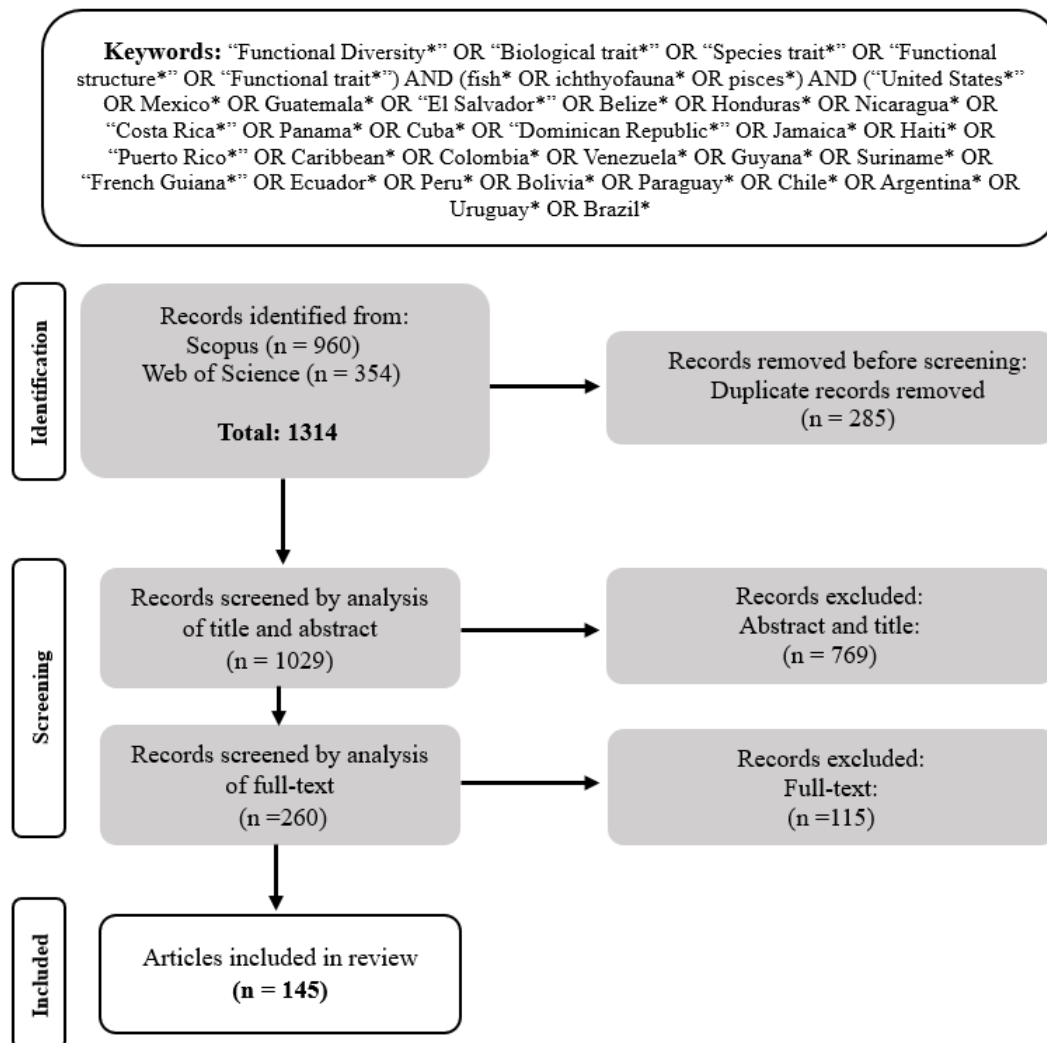 Keywords: “Functional Diversity*” OR “Biological trait*” OR “Species trait*” OR “Functional
structure*” OR “Functional trait*”) AND (fish* OR ichthyofauna* OR pisces*) AND (“United States*”
OR Mexico* OR Guatemala* OR “El Salvador*” OR Belize* OR Honduras* OR Nicaragua* OR
“Costa Rica*” OR Panama* OR Cuba* OR “Dominican Republic*” OR Jamaica* OR Haiti* OR
“Puerto Rico*” OR Caribbean* OR Colombia* OR Venezuela* OR Guyana* OR Suriname* OR
“French Guiana*” OR Ecuador* OR Peru* OR Bolivia* OR Paraguay* OR Chile* OR Argentina* OR
Uruguay* OR Brazil*
Identification
Records identified from:
Scopus (n = 960)
Web of Science (n = 354)
Total: 1314
Records removed before screening:
Duplicate records removed
(n = 285)
Screening
Records screened by analysis
of title and abstract
(n = 1029)
Records excluded:
Abstract and title:
(n = 769)
Records screened by analysis
of full-text
(n =260)
Records excluded:
Full-text:
(n =115)
Included
Articles included in review
(n = 145)